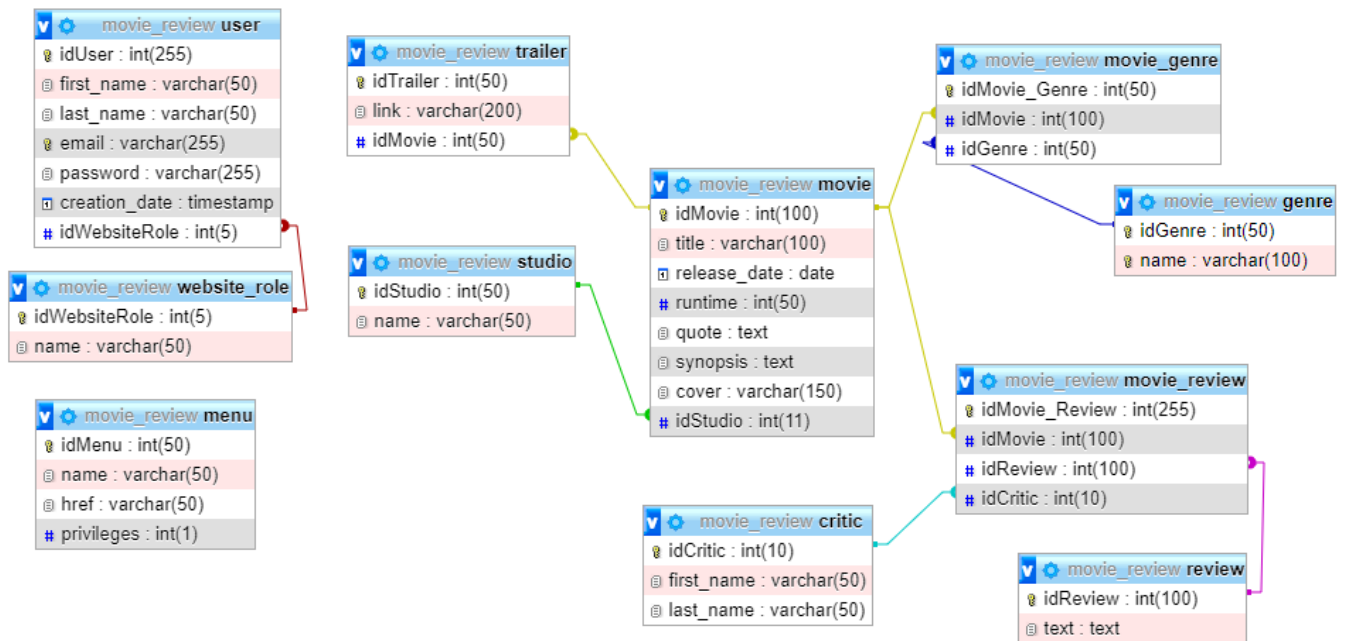 v movie_review user
idUser : int(255)
first_name : varchar(50)
last_name : varchar(50)
email : varchar(255)
password : varchar(255)
creation_date : timestamp
# idWebsiteRole : int(5)
v movie_review website_role
idWebsiteRole : int(5)
name : varchar(50)
v movie_review menu
idMenu : int(50)
name : varchar(50)
href : varchar(50)
# privileges : int(1)
v movie_review trailer
idTrailer : int(50)
link : varchar(200)
# idMovie : int(50)
v movie_review studio
idStudio : int(50)
name : varchar(50)
v movie_review movie
idMovie : int(100)
title : varchar(100)
release_date : date
# runtime : int(50)
quote : text
synopsis : text
cover : varchar(150)
# idStudio : int(11)
v movie_review critic
idCritic : int(10)
first_name : varchar(50)
last_name : varchar(50)
v movie_review movie_genre
idMovie_Genre : int(50)
# idMovie : int(100)
# idGenre : int(50)
v movie_review genre
idGenre : int(50)
name : varchar(100)
v movie_review movie_review
idMovie_Review : int(255)
# idMovie : int(100)
# idReview : int(100)
# idCritic : int(10)
v movie_review review
idReview : int(100)
text : text